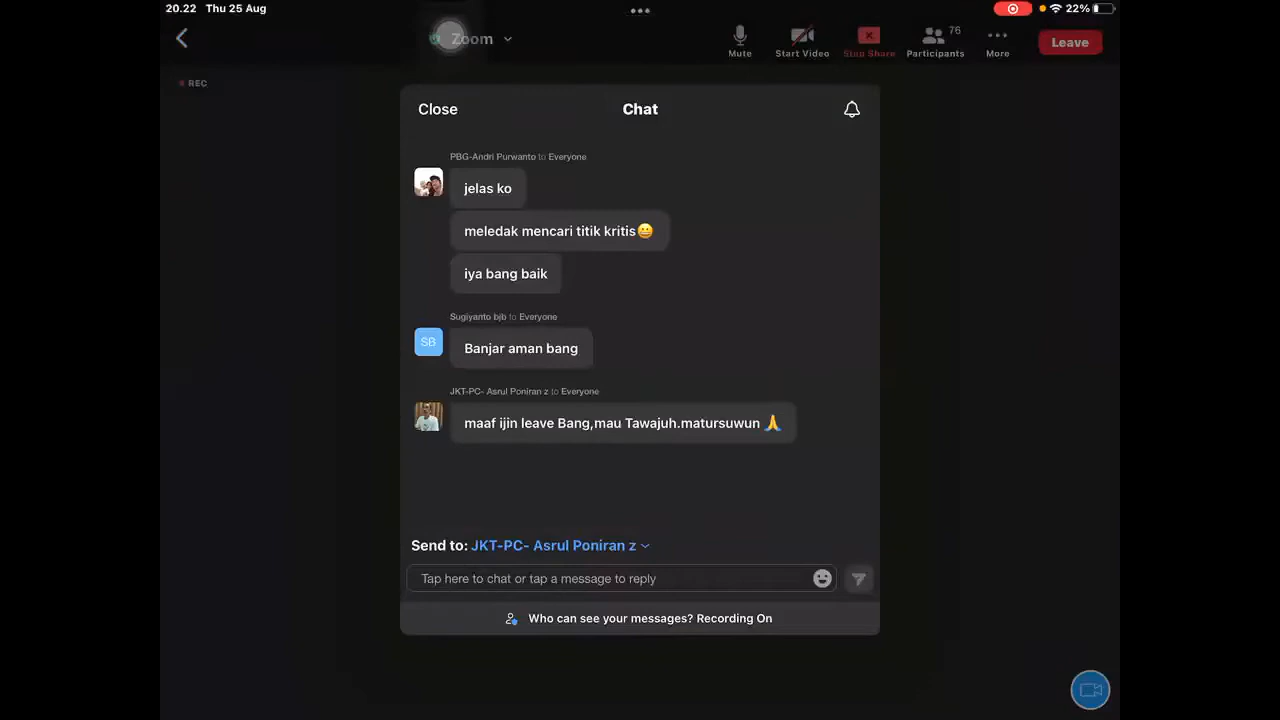 20.22 Thu 25 Aug
22%
Zoom
Mute
Start Video
Stop Share
Participants
76
More
Leave
REC
Close
Chat
PBG-Andri Purwanto to Everyone
jelas ko
meledak mencari titik kritis😀
iya bang baik
Sugiyanto bjb to Everyone
SB
Banjar aman bang
JKT-PC- Asrul Poniran z to Everyone
maaf ijin leave Bang,mau Tawajuh.matursuwun 🙏
Send to: JKT-PC- Asrul Poniran z
Tap here to chat or tap a message to reply
Who can see your messages? Recording On